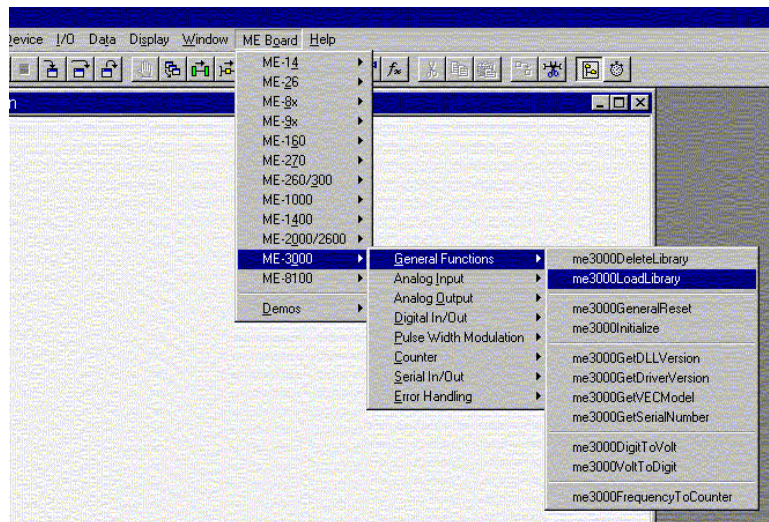 Device I/O Data Display Window ME Board Help
ME-14
ME-26
ME-8x
ME-9x
ME-160
ME-270
ME-260/300
ME-1000
ME-1400
ME-2000/2600
ME-3000
ME-8100
Demos
General Functions
Analog Input
Analog Output
Digital In/Out
Pulse Width Modulation
Counter
Serial In/Out
Error Handling
me3000DeleteLibrary
me3000LoadLibrary
me3000GeneralReset
me3000Initialize
me3000GetDLLVersion
me3000GetDriverVersion
me3000GetVECModel
me3000GetSerialNumber
me3000DigitToVolt
me3000VoltToDigit
me3000FrequencyToCounter